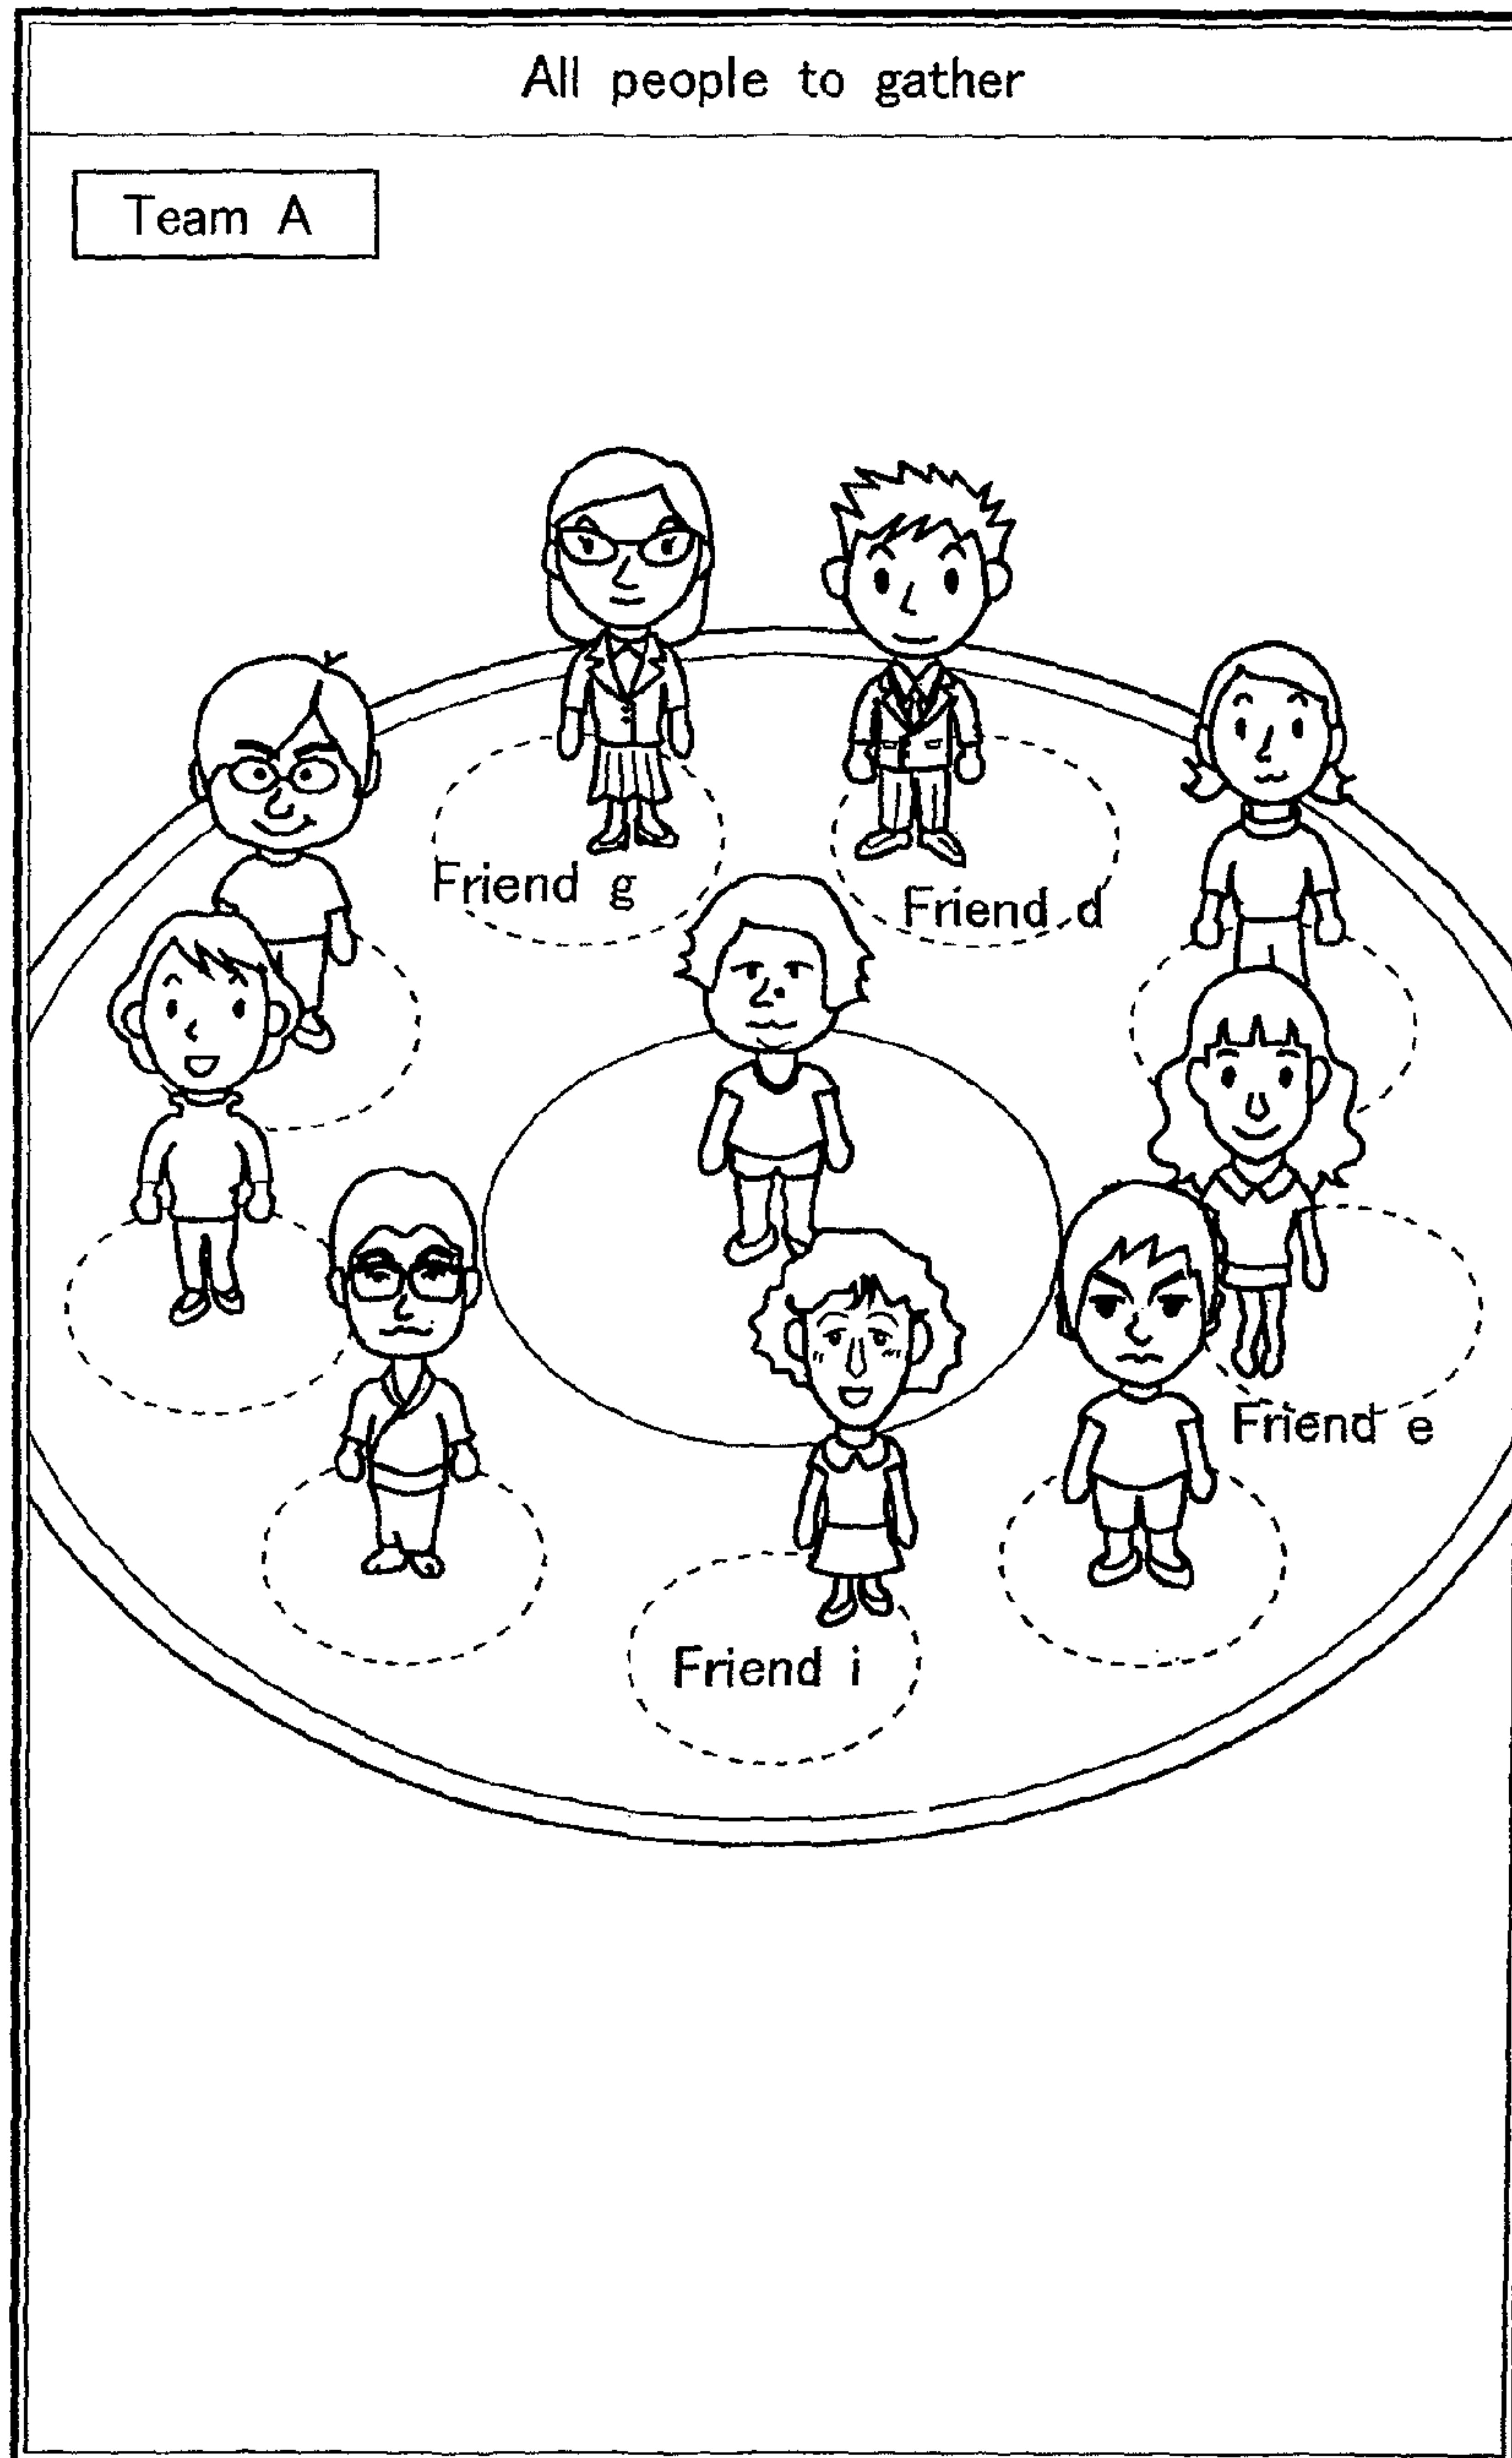 All people to gather
Team A
Friend g
Friend d
Friend e
Friend i